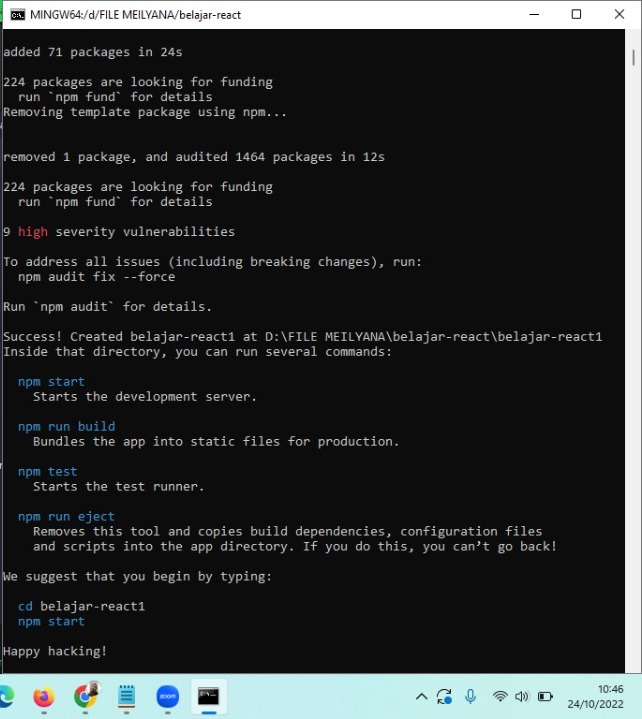 MINGW64:/d/FILE MEILYANA/belajar-react
added 71 packages in 24s
224 packages are looking for funding
run `npm fund` for details
Removing template package using npm...
removed 1 package, and audited 1464 packages in 12s
224 packages are looking for funding
run `npm fund` for details
9 high severity vulnerabilities
To address all issues (including breaking changes), run:
npm audit fix --force
Run `npm audit` for details.
Success! Created belajar-react1 at D:\FILE MEILYANA\belajar-react\belajar-react1
Inside that directory, you can run several commands:
npm start
Starts the development server.
npm run build
Bundles the app into static files for production.
npm test
Starts the test runner.
npm run eject
Removes this tool and copies build dependencies, configuration files
and scripts into the app directory. If you do this, you can’t go back!
We suggest that you begin by typing:
cd belajar-react1
npm start
Happy hacking!
zoom
10:46
24/10/2022